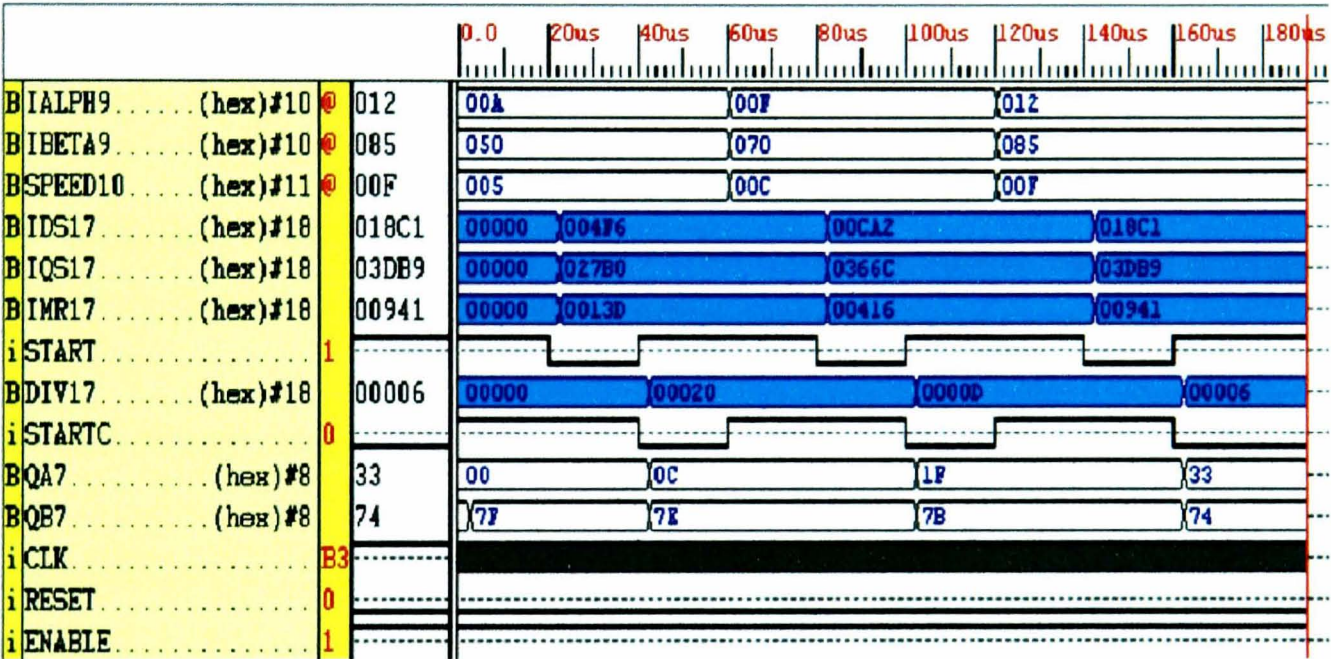 0.0 20us 40us 60us 80us 100us 120us 140us 160us 180us
B IALPH9......(hex)#10 @ 012 00A 00F 012
B IBETA9......(hex)#10 @ 085 050 070 085
B SPEED10.....(hex)#11 @ 00F 005 00C 00F
B IDS17.......(hex)#18 018C1 00000 004F6 00CA2 018C1
B IQS17.......(hex)#18 03DB9 00000 027B0 0366C 03DB9
B IMR17.......(hex)#18 00941 00000 0013D 00416 00941
i START................ 1
B DIV17.......(hex)#18 00006 00000 00020 0000D 00006
i STARTC............... 0
B QA7..........(hex)#8 33 00 0C 1F 33
B QB7..........(hex)#8 74 7F 7E 7B 74
i CLK.................. B3
i RESET................ 0
i ENABLE............... 1